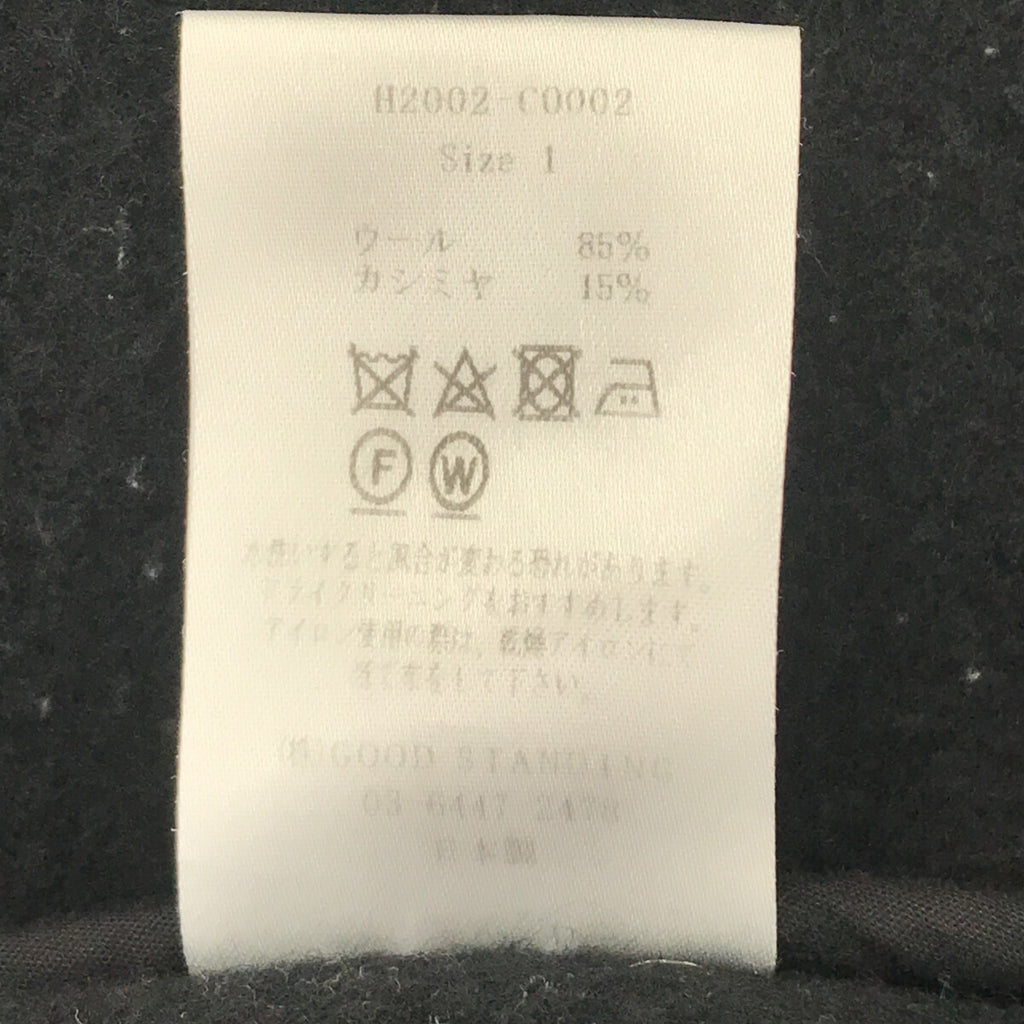 H2002-C0002
Size 1
ウール 85%
カシミヤ 15%
F W
水洗いすると風合が変わる恐れがあります。
ドライクリーニングをおすすめします。
アイロン使用の際は、乾燥アイロンにて
当て布をして下さい。
(株)GOOD STANDING
03 6447 2478
日本製